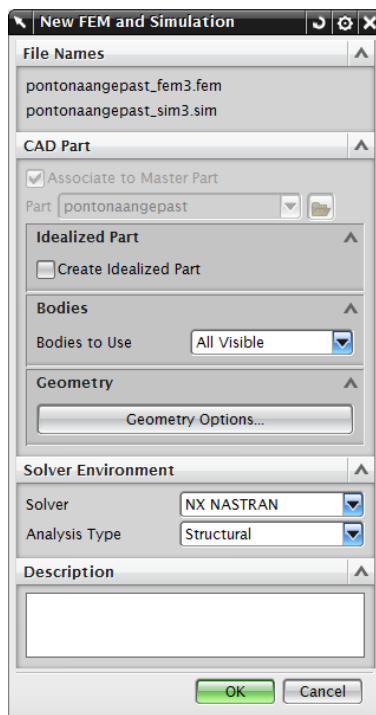 New FEM and Simulation
File Names
pontonaangepast_fem3.fem
pontonaangepast_sim3.sim
CAD Part
Associate to Master Part
Part pontonaangepast
Idealized Part
Create Idealized Part
Bodies
Bodies to Use All Visible
Geometry
Geometry Options...
Solver Environment
Solver NX NASTRAN
Analysis Type Structural
Description
OK Cancel